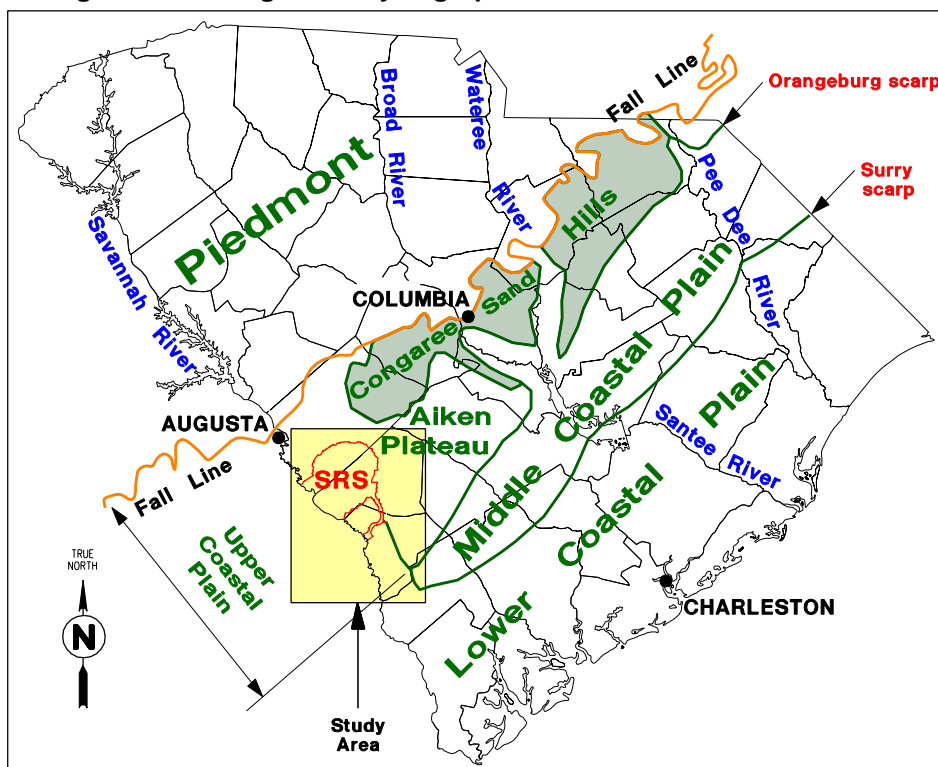 Orangeburg scarp
Surry
scarp
Fall Line
Broad
River
Wateree
River
Pee Dee
River
Savannah River
Piedmont
Congaree Sand Hills
COLUMBIA
AUGUSTA
Aiken
Plateau
Middle Coastal Plain
Lower Coastal Plain
Santee River
SRS
Fall Line
Upper
Coastal
Plain
TRUE
NORTH
N
CHARLESTON
Study
Area